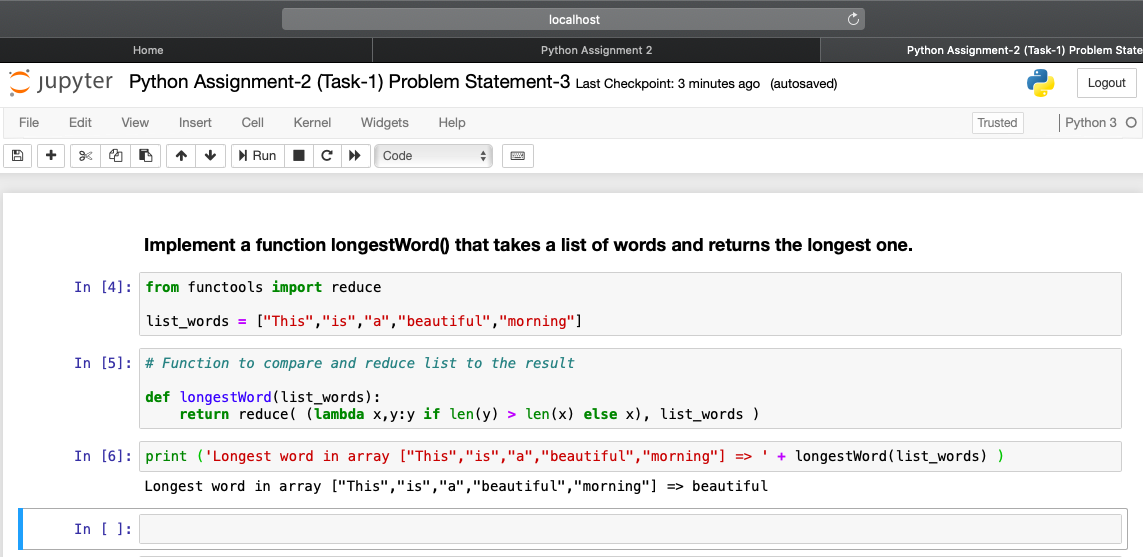 localhost
Home
Python Assignment 2
Python Assignment-2 (Task-1) Problem State
jupyter Python Assignment-2 (Task-1) Problem Statement-3 Last Checkpoint: 3 minutes ago (autosaved)
Logout
File Edit View Insert Cell Kernel Widgets Help
Trusted
Python 3
Run
Code
Implement a function longestWord() that takes a list of words and returns the longest one.
In [4]: from functools import reduce
list_words = ["This","is","a","beautiful","morning"]
In [5]: # Function to compare and reduce list to the result
def longestWord(list_words):
    return reduce( (lambda x,y:y if len(y) > len(x) else x), list_words )
In [6]: print ('Longest word in array ["This","is","a","beautiful","morning"] => ' + longestWord(list_words) )
Longest word in array ["This","is","a","beautiful","morning"] => beautiful
In [ ]: